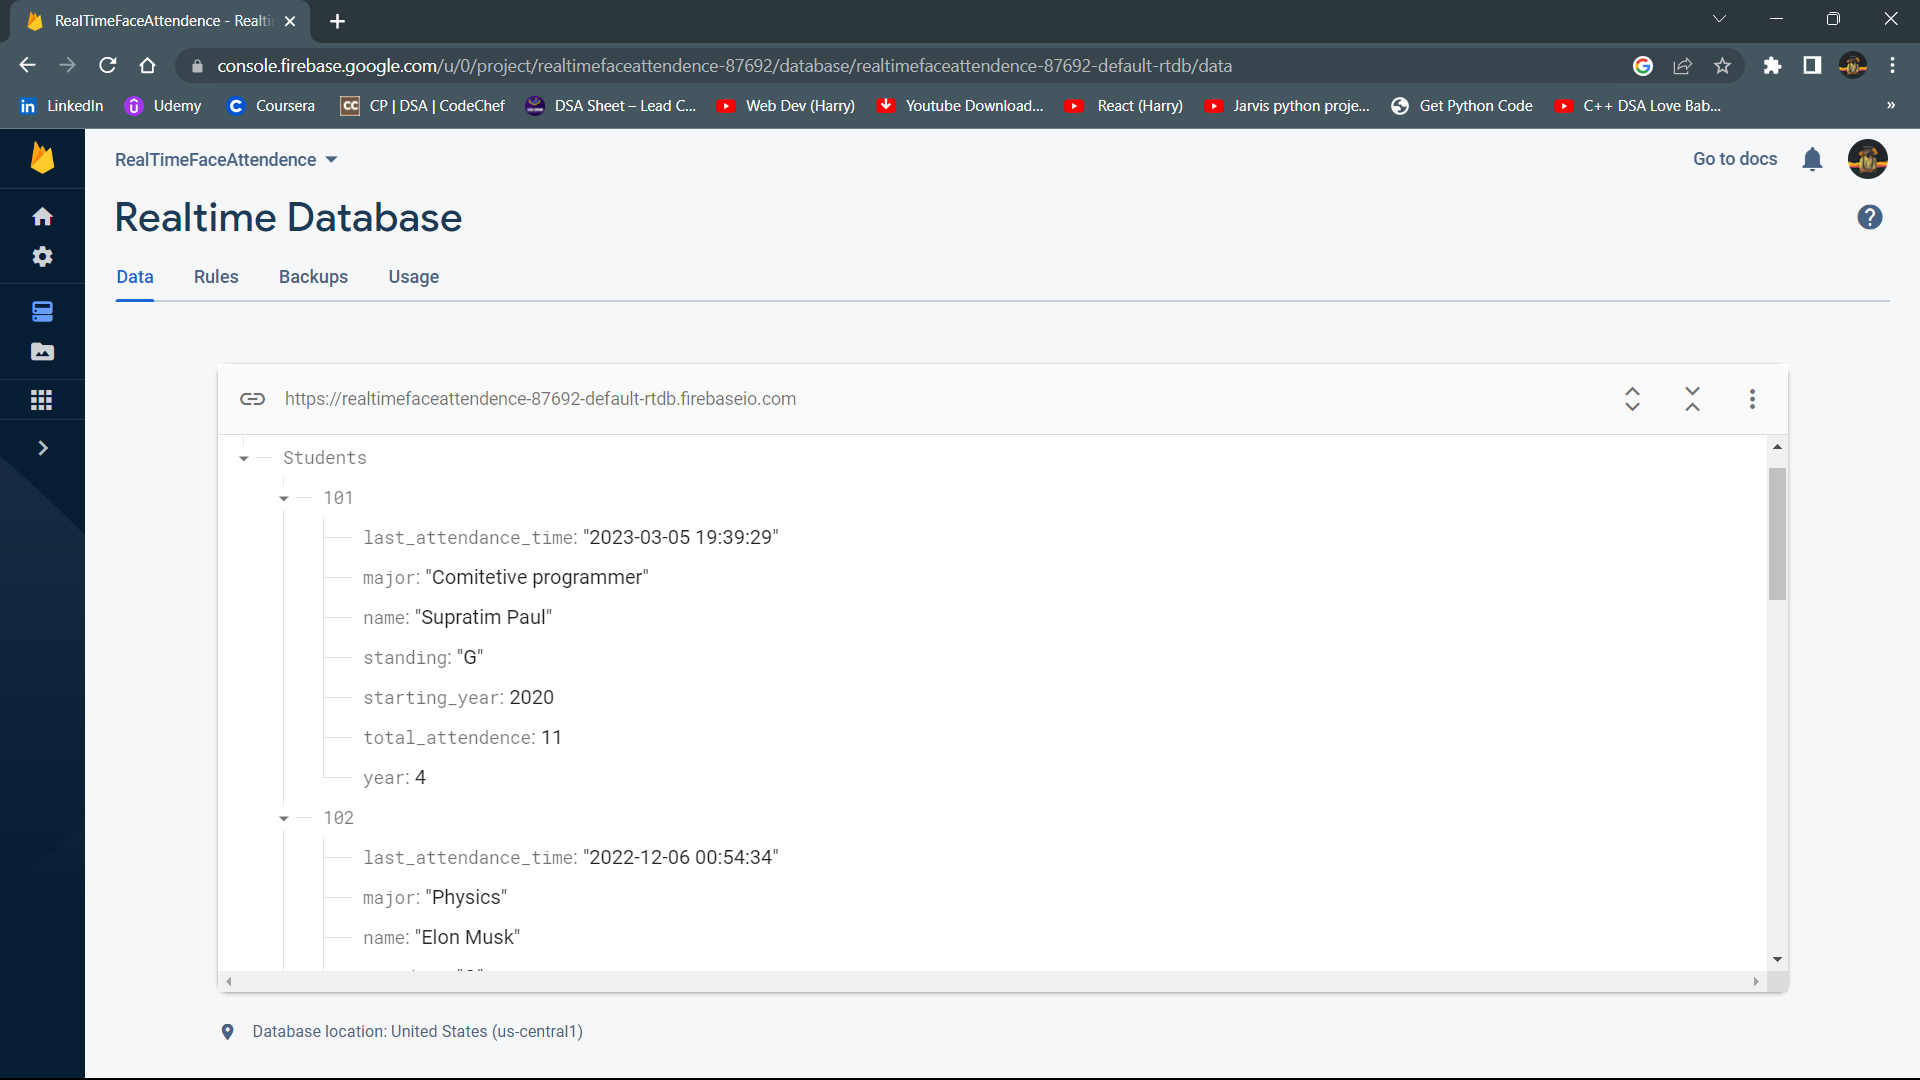 RealTimeFaceAttendence - Realti
console.firebase.google.com/u/0/project/realtimefaceattendence-87692/database/realtimefaceattendence-87692-default-rtdb/data
LinkedIn Udemy Coursera CP | DSA | CodeChef DSA Sheet – Lead C... Web Dev (Harry) Youtube Download... React (Harry) Jarvis python proje... Get Python Code C++ DSA Love Bab... »
RealTimeFaceAttendence Go to docs
Realtime Database
Data Rules Backups Usage
https://realtimefaceattendence-87692-default-rtdb.firebaseio.com
Students
101
last_attendance_time: "2023-03-05 19:39:29"
major: "Comitetive programmer"
name: "Supratim Paul"
standing: "G"
starting_year: 2020
total_attendence: 11
year: 4
102
last_attendance_time: "2022-12-06 00:54:34"
major: "Physics"
name: "Elon Musk"
Database location: United States (us-central1)